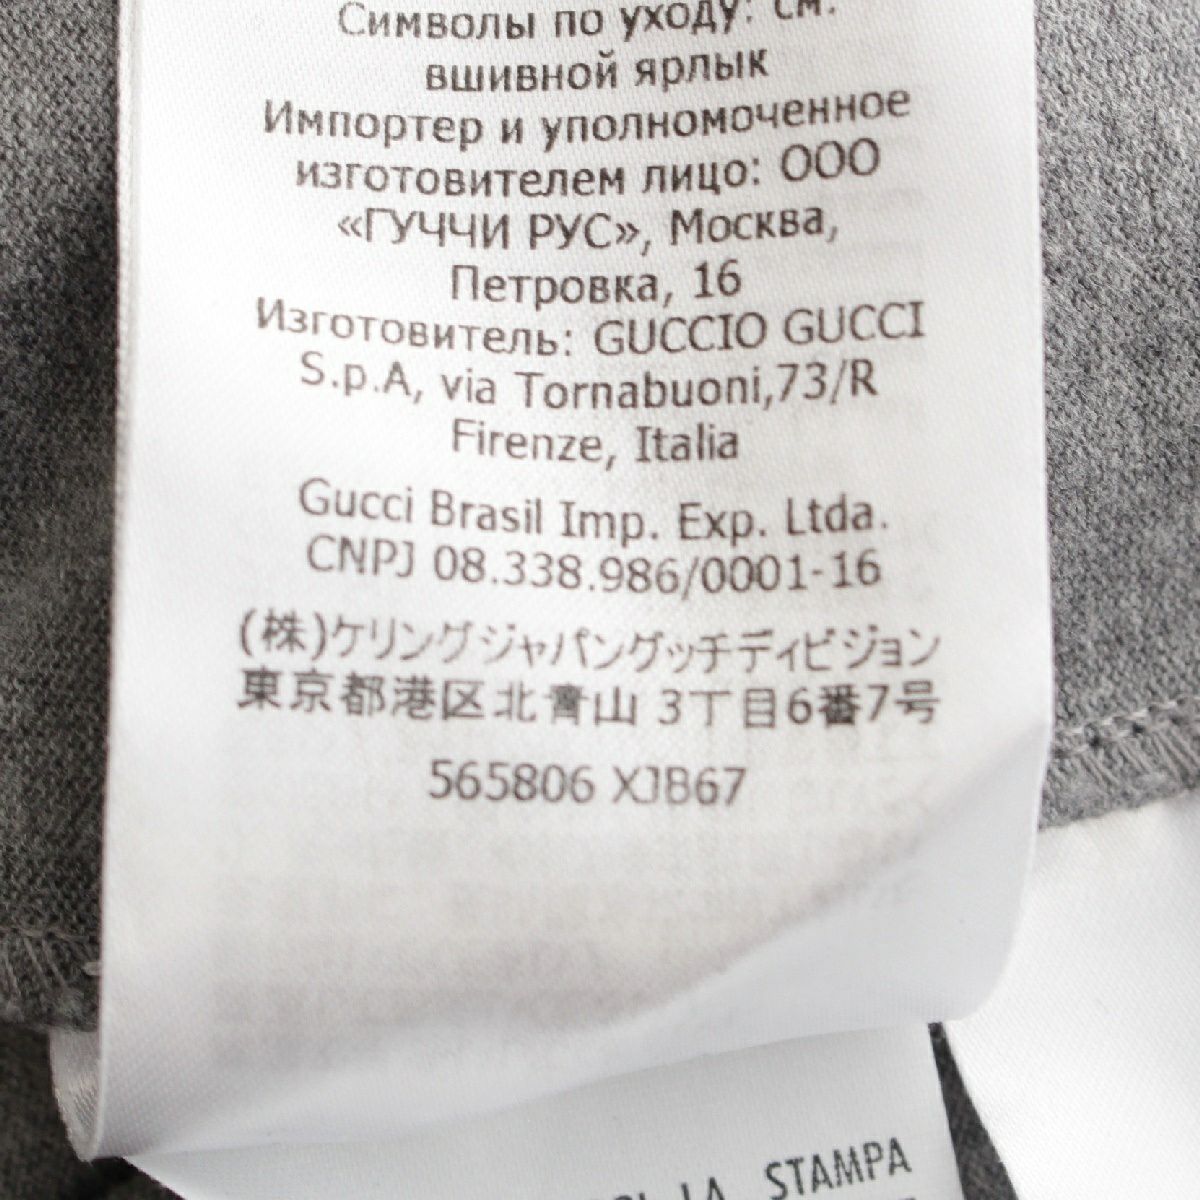 Символы по уходу: см.
вшивной ярлык
Импортер и уполномоченное
изготовителем лицо: ООО
«ГУЧЧИ РУС», Москва,
Петровка, 16
Изготовитель: GUCCIO GUCCI
S.p.A, via Tornabuoni,73/R
Firenze, Italia
Gucci Brasil Imp. Exp. Ltda.
CNPJ 08.338.986/0001-16
(株)ケリングジャパングッチディビジョン
東京都港区北青山 3丁目6番7号
565806 XJB67
LA STAMPA